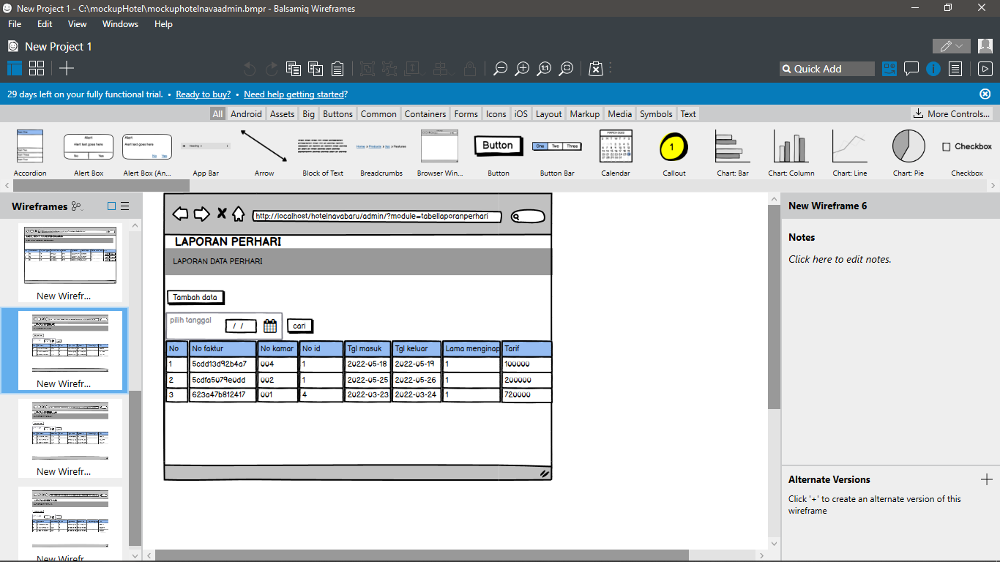 New Project 1 - C:\mockupHotel\mockuphotelnavaadmin.bmpr - Balsamiq Wireframes
File Edit View Windows Help
New Project 1
Quick Add
29 days left on your fully functional trial. • Ready to buy? • Need help getting started?
All Android Assets Big Buttons Common Containers Forms Icons iOS Layout Markup Media Symbols Text More Controls...
Accordion Alert Box Alert Box (An... App Bar Arrow Block of Text Breadcrumbs Browser Win... Button Button Bar Calendar Callout Chart: Bar Chart: Column Chart: Line Chart: Pie Checkbox
Wireframes
New Wirefr...
New Wirefr...
New Wirefr...
New Wirefr...
http://localhost/hotelnavabaru/admin/?module=tabellaporanperhari
LAPORAN PERHARI
LAPORAN DATA PERHARI
Tambah data
pilih tanggal / / cari
No No faktur No kamar No id Tgl masuk Tgl keluar Lama menginap Tarif
1 5cdd13d92b4a7 004 1 2022-05-18 2022-05-19 1 100000
2 5cdfa5079e0dd 002 1 2022-05-25 2022-05-26 1 200000
3 623a47b812417 001 4 2022-03-23 2022-03-24 1 720000
New Wireframe 6
Notes
Click here to edit notes.
Alternate Versions
Click '+' to create an alternate version of this
wireframe